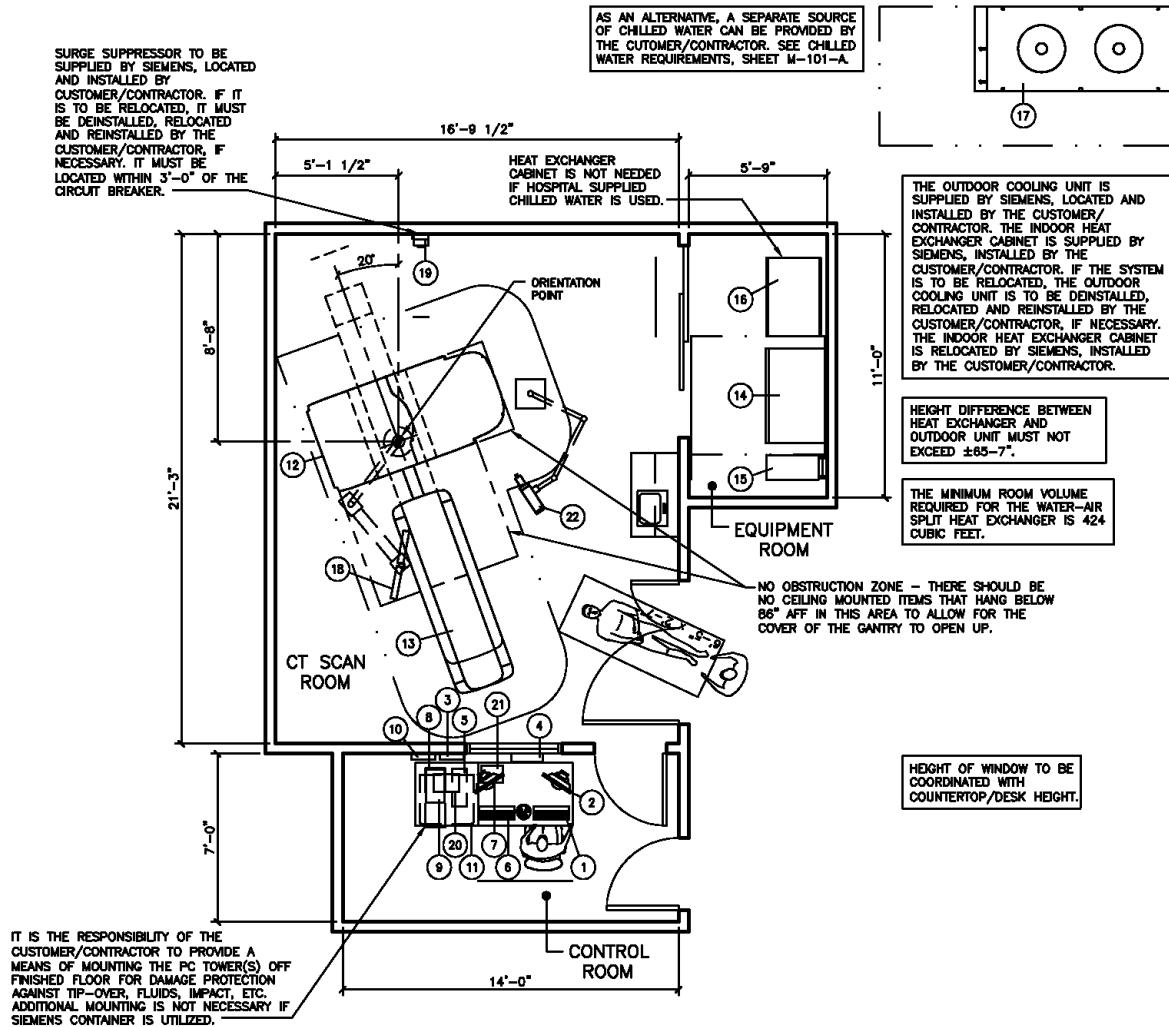 AS AN ALTERNATIVE, A SEPARATE SOURCE
OF CHILLED WATER CAN BE PROVIDED BY
THE CUTOMER/CONTRACTOR. SEE CHILLED
WATER REQUIREMENTS, SHEET M-101-A.
17
SURGE SUPPRESSOR TO BE
SUPPLIED BY SIEMENS, LOCATED
AND INSTALLED BY
CUSTOMER/CONTRACTOR. IF IT
IS TO BE RELOCATED, IT MUST
BE DEINSTALLED, RELOCATED
AND REINSTALLED BY THE
CUSTOMER/CONTRACTOR, IF
NECESSARY. IT MUST BE
LOCATED WITHIN 3'-0" OF THE
CIRCUIT BREAKER.
16'-9 1/2"
5'-1 1/2"
HEAT EXCHANGER
CABINET IS NOT NEEDED
IF HOSPITAL SUPPLIED
CHILLED WATER IS USED.
5'-9"
THE OUTDOOR COOLING UNIT IS
SUPPLIED BY SIEMENS, LOCATED AND
INSTALLED BY THE CUSTOMER/
CONTRACTOR. THE INDOOR HEAT
EXCHANGER CABINET IS SUPPLIED BY
SIEMENS, INSTALLED BY THE
CUSTOMER/CONTRACTOR. IF THE SYSTEM
IS TO BE RELOCATED, THE OUTDOOR
COOLING UNIT IS TO BE DEINSTALLED,
RELOCATED AND REINSTALLED BY THE
CUSTOMER/CONTRACTOR, IF NECESSARY.
THE INDOOR HEAT EXCHANGER CABINET
IS RELOCATED BY SIEMENS, INSTALLED
BY THE CUSTOMER/CONTRACTOR.
20°
19
ORIENTATION
POINT
16
8'-8"
11'-0"
14
HEIGHT DIFFERENCE BETWEEN
HEAT EXCHANGER AND
OUTDOOR UNIT MUST NOT
EXCEED ±65-7".
12
15
21'-3"
22
THE MINIMUM ROOM VOLUME
REQUIRED FOR THE WATER-AIR
SPLIT HEAT EXCHANGER IS 424
CUBIC FEET.
EQUIPMENT
ROOM
18
NO OBSTRUCTION ZONE - THERE SHOULD BE
NO CEILING MOUNTED ITEMS THAT HANG BELOW
86" AFF IN THIS AREA TO ALLOW FOR THE
COVER OF THE GANTRY TO OPEN UP.
13
CT SCAN
ROOM
8
3
5
21
4
10
2
HEIGHT OF WINDOW TO BE
COORDINATED WITH
COUNTERTOP/DESK HEIGHT.
7'-0"
9
20
11
7
6
1
IT IS THE RESPONSIBILITY OF THE
CUSTOMER/CONTRACTOR TO PROVIDE A
MEANS OF MOUNTING THE PC TOWER(S) OFF
FINISHED FLOOR FOR DAMAGE PROTECTION
AGAINST TIP-OVER, FLUIDS, IMPACT, ETC.
ADDITIONAL MOUNTING IS NOT NECESSARY IF
SIEMENS CONTAINER IS UTILIZED.
CONTROL
ROOM
14'-0"